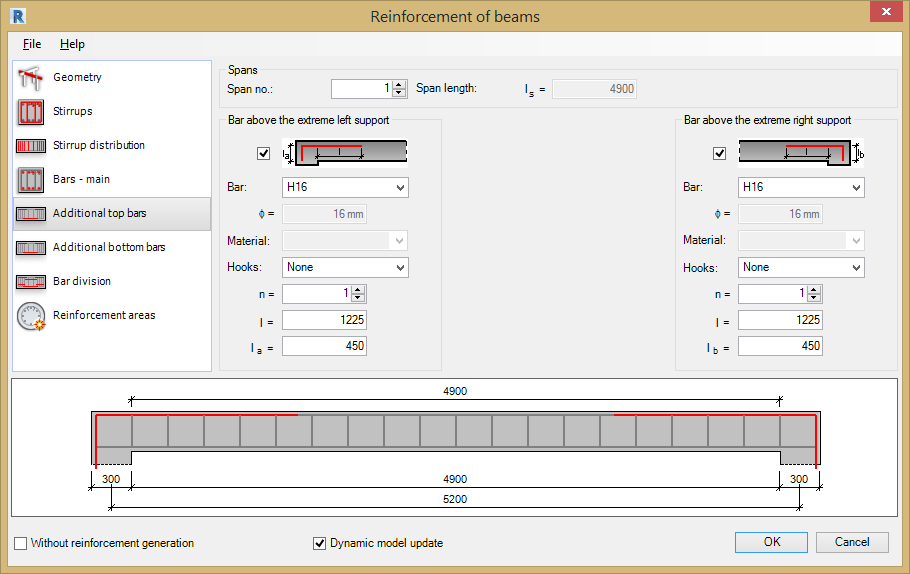 Reinforcement of beams
File Help
Geometry
Stirrups
Stirrup distribution
Bars - main
Additional top bars
Additional bottom bars
Bar division
Reinforcement areas
Spans
Span no.: 1 Span length: l s = 4900
Bar above the extreme left support
la
Bar: H16
ϕ = 16 mm
Material:
Hooks: None
n = 1
l = 1225
l a = 450
Bar above the extreme right support
lb
Bar: H16
ϕ = 16 mm
Material:
Hooks: None
n = 1
l = 1225
l b = 450
4900
300 4900 300
5200
Without reinforcement generation
Dynamic model update
OK Cancel